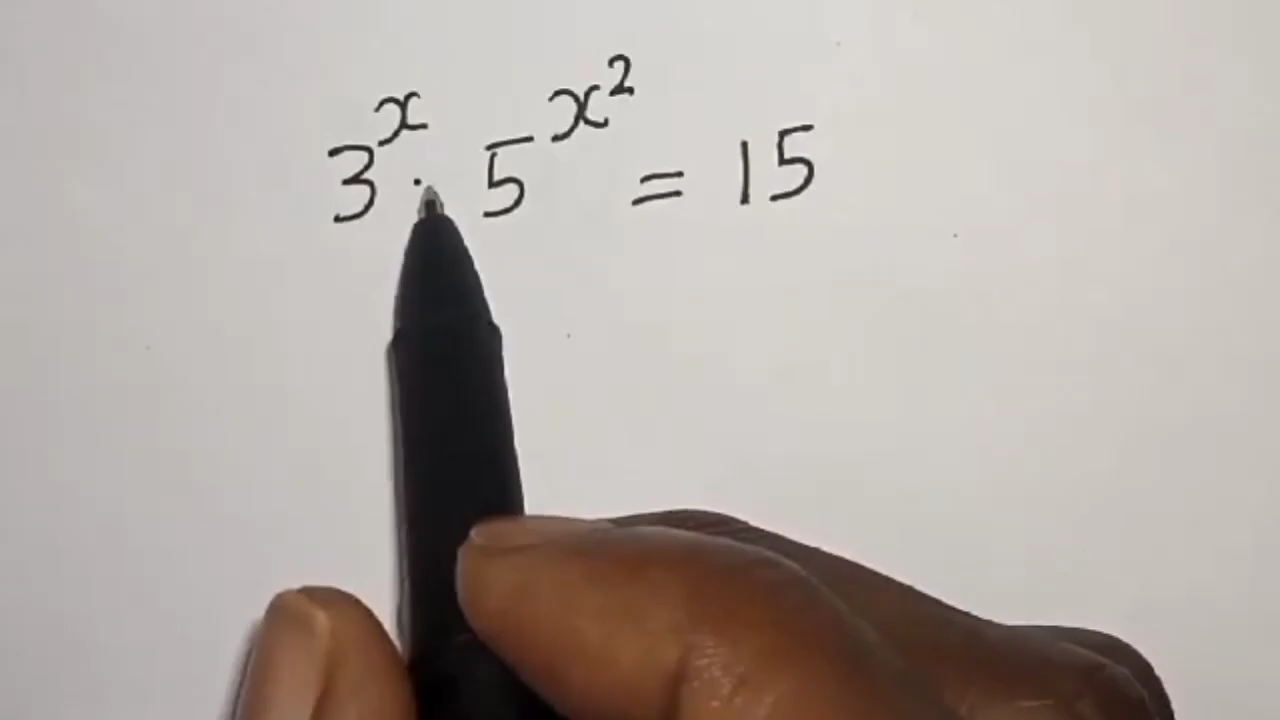 3^x · 5^{x^2} = 15